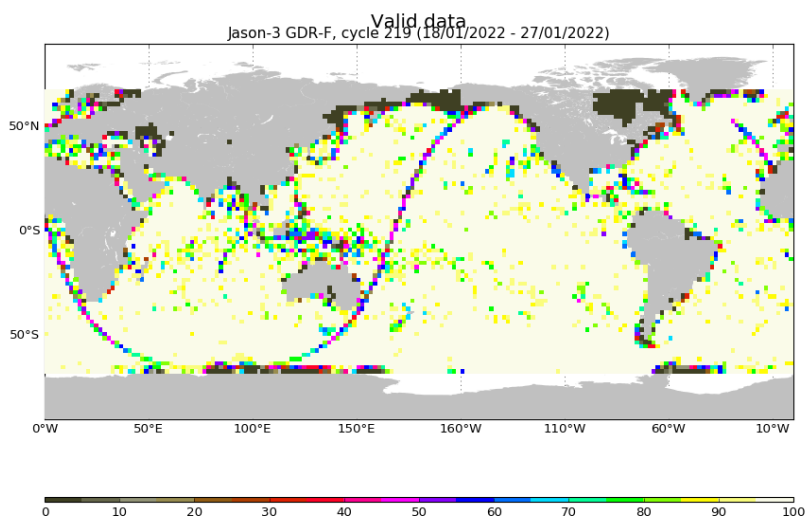 Valid data
Jason-3 GDR-F, cycle 219 (18/01/2022 - 27/01/2022)
50°N
0°S
50°S
0°W 50°E 100°E 150°E 160°W 110°W 60°W 10°W
0 10 20 30 40 50 60 70 80 90 100